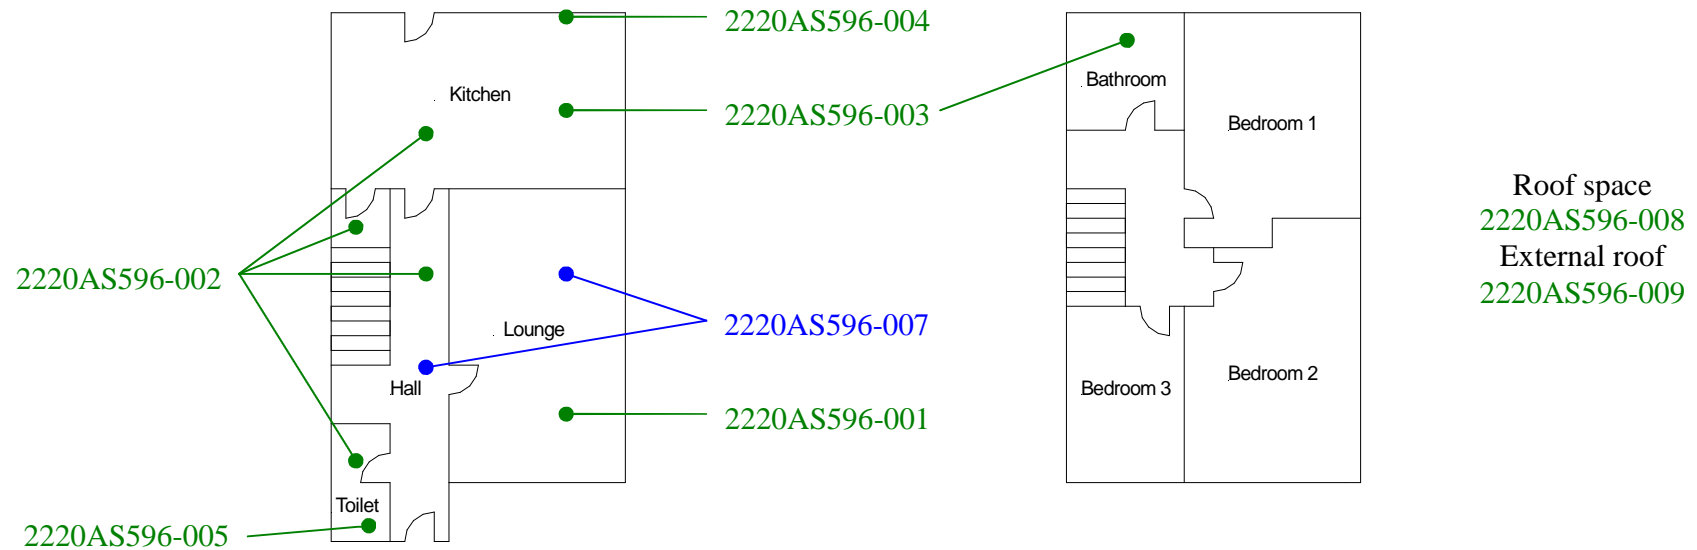 2220AS596-004
Kitchen
2220AS596-003
Bathroom
Bedroom 1
Roof space
2220AS596-008
External roof
2220AS596-009
2220AS596-002
Lounge
2220AS596-007
Hall
Bedroom 3
Bedroom 2
2220AS596-001
Toilet
2220AS596-005